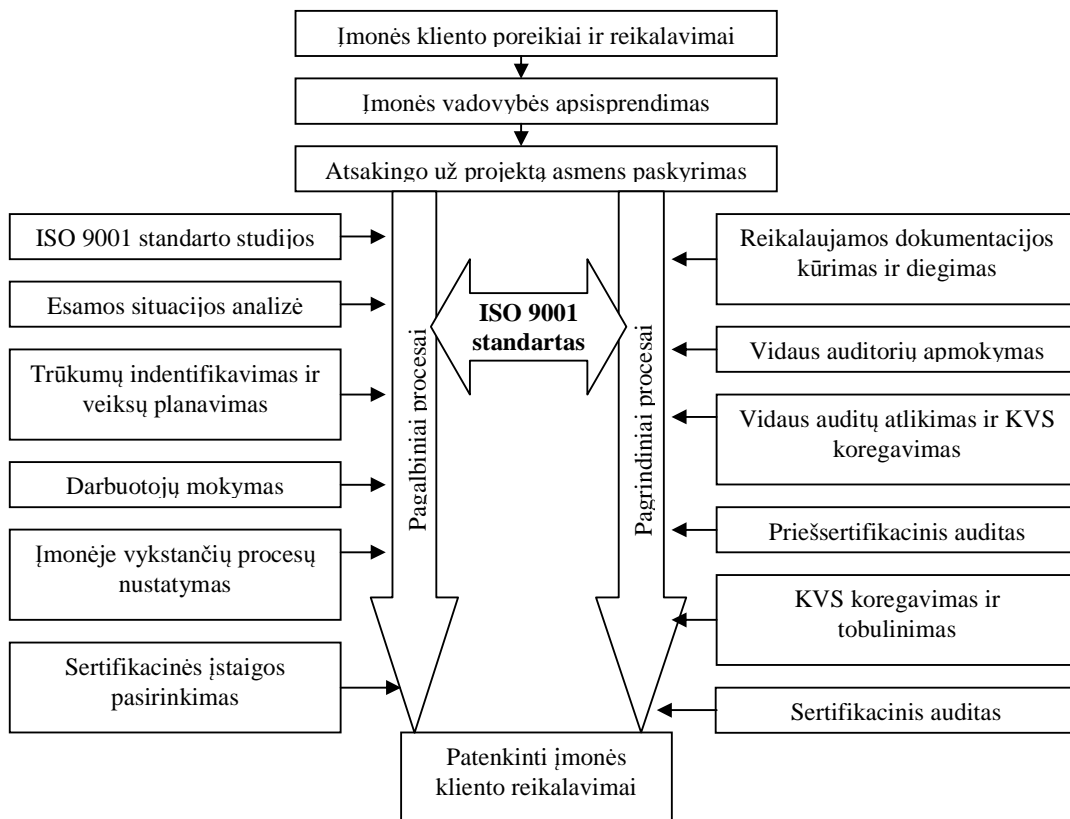 Įmonės kliento poreikiai ir reikalavimai
Įmonės vadovybės apsisprendimas
Atsakingo už projektą asmens paskyrimas
ISO 9001 standarto studijos
Esamos situacijos analizė
Trūkumų indentifikavimas ir
veiksų planavimas
Darbuotojų mokymas
Įmonėje vykstančių procesų
nustatymas
Sertifikacinės įstaigos
pasirinkimas
Pagalbiniai procesai
ISO 9001
standartas
Pagrindiniai procesai
Reikalaujamos dokumentacijos
kūrimas ir diegimas
Vidaus auditorių apmokymas
Vidaus auditų atlikimas ir KVS
koregavimas
Priešsertifikacinis auditas
KVS koregavimas ir
tobulinimas
Sertifikacinis auditas
Patenkinti įmonės
kliento reikalavimai